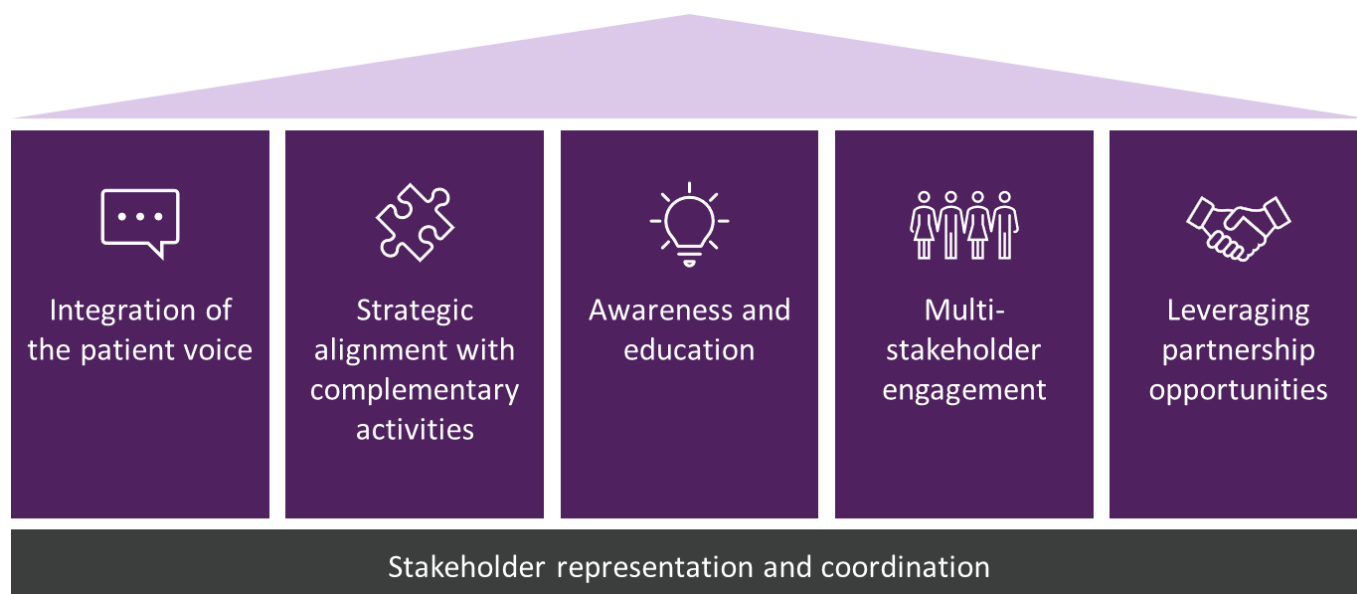 Integration of
the patient voice
Strategic
alignment with
complementary
activities
Awareness and
education
Multi-
stakeholder
engagement
Leveraging
partnership
opportunities
Stakeholder representation and coordination